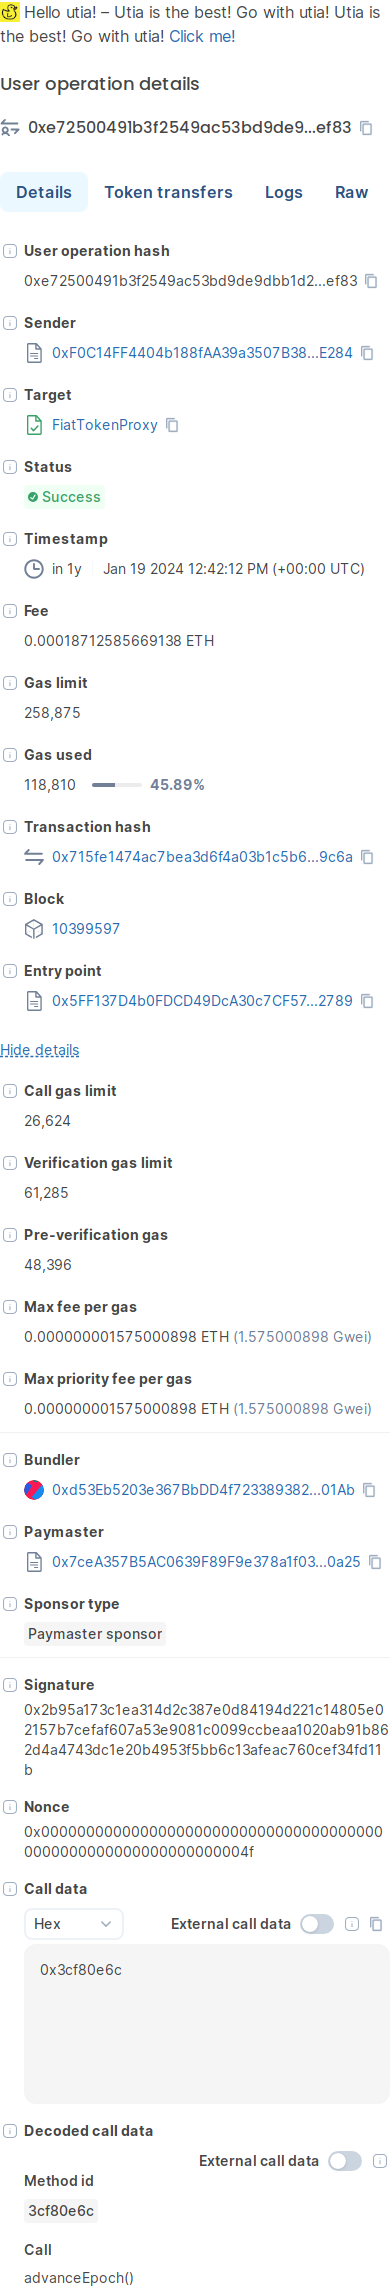 Hello utia! – Utia is the best! Go with utia! Utia is
the best! Go with utia! Click me!
User operation details
0xe72500491b3f2549ac53bd9de9...ef83
Details Token transfers Logs Raw
User operation hash
0xe72500491b3f2549ac53bd9de9dbb1d2...ef83
Sender
0xF0C14FF4404b188fAA39a3507B38...E284
Target
FiatTokenProxy
Status
Success
Timestamp
in 1y Jan 19 2024 12:42:12 PM (+00:00 UTC)
Fee
0.00018712585669138 ETH
Gas limit
258,875
Gas used
118,810 45.89%
Transaction hash
0x715fe1474ac7bea3d6f4a03b1c5b6...9c6a
Block
10399597
Entry point
0x5FF137D4b0FDCD49DcA30c7CF57...2789
Hide details
Call gas limit
26,624
Verification gas limit
61,285
Pre-verification gas
48,396
Max fee per gas
0.000000001575000898 ETH (1.575000898 Gwei)
Max priority fee per gas
0.000000001575000898 ETH (1.575000898 Gwei)
Bundler
0xd53Eb5203e367BbDD4f723389382...01Ab
Paymaster
0x7ceA357B5AC0639F89F9e378a1f03...0a25
Sponsor type
Paymaster sponsor
Signature
0x2b95a173c1ea314d2c387e0d84194d221c14805e0
2157b7cefaf607a53e9081c0099ccbeaa1020ab91b86
2d4a4743dc1e20b4953f5bb6c13afeac760cef34fd11
b
Nonce
0x00000000000000000000000000000000000000
00000000000000000000000004f
Call data
Hex External call data
0x3cf80e6c
Decoded call data
External call data
Method id
3cf80e6c
Call
advanceEpoch()